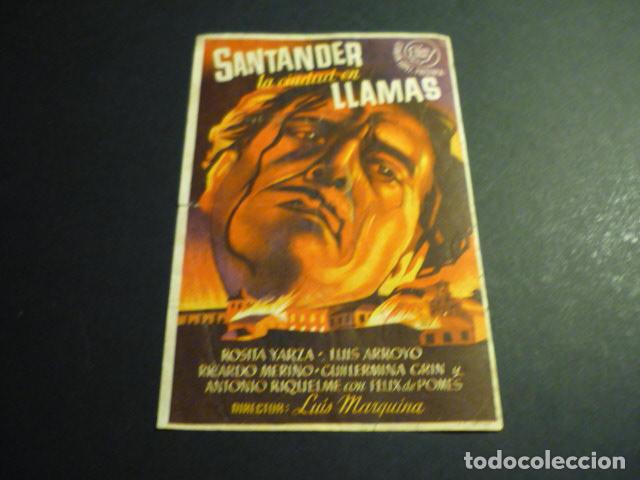 SANTANDER
la ciudad en
LLAMAS
ROSITA YARZA - LUIS ARROYO
RICARDO MERINO - GUILLERMINA GRIN y
ANTONIO RIQUELME con FELIX de POMES
DIRECTOR: Luis Marquina
todocoleccion